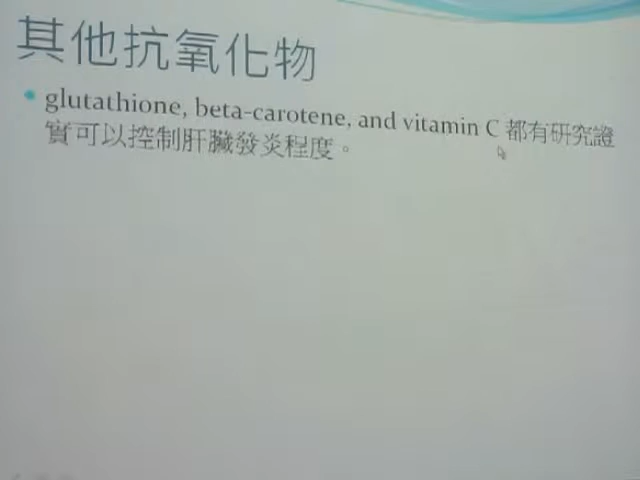 其他抗氧化物
glutathione, beta-carotene, and vitamin C 都有研究證
實可以控制肝臟發炎程度。